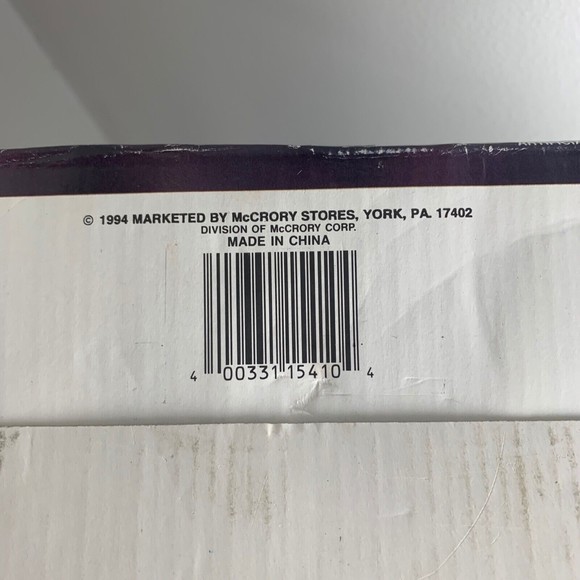 © 1994 MARKETED BY McCRORY STORES, YORK, PA. 17402
DIVISION OF McCRORY CORP.
MADE IN CHINA
4 00331 15410 4